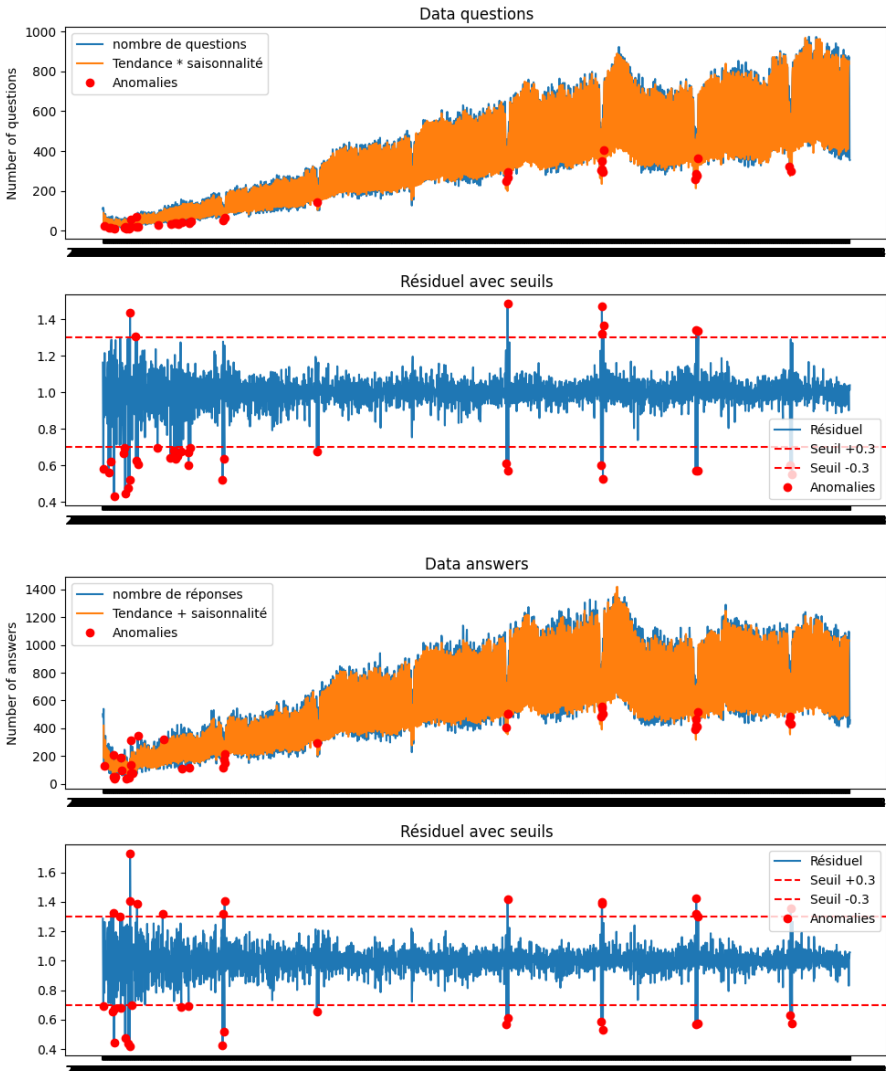 Data questions
1000
800
600
400
200
0
Number of questions
nombre de questions
Tendance * saisonnalité
Anomalies
Résiduel avec seuils
1.4
1.2
1.0
0.8
0.6
0.4
Résiduel
Seuil +0.3
Seuil -0.3
Anomalies
Data answers
1400
1200
1000
800
600
400
200
0
Number of answers
nombre de réponses
Tendance + saisonnalité
Anomalies
Résiduel avec seuils
1.6
1.4
1.2
1.0
0.8
0.6
0.4
Résiduel
Seuil +0.3
Seuil -0.3
Anomalies